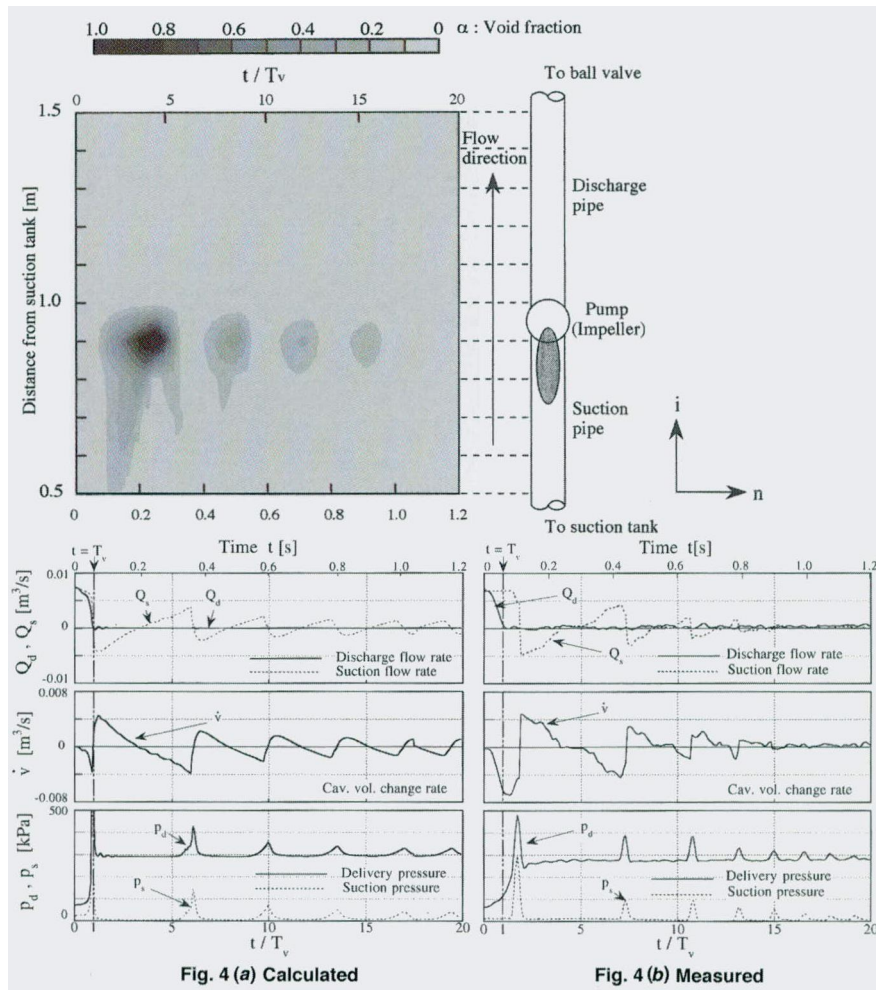 1.0 0.8 0.6 0.4 0.2 0 α : Void fraction
t / Tv
0 5 10 15 20
To ball valve
1.5
1.0
0.5
Distance from suction tank [m]
Flow direction
Discharge pipe
Pump (Impeller)
Suction pipe
i
n
0 0.2 0.4 0.6 0.8 1.0 1.2
To suction tank
t = Tv
Time t [s]
0 0.2 0.4 0.6 0.8 1.0 1.2
0.01
0
-0.01
Qd , Qs [m³/s]
Qs
Qd
Discharge flow rate
Suction flow rate
0.008
0
-0.008
v̇ [m³/s]
v̇
Cav. vol. change rate
500
0
pd , ps [kPa]
pd
ps
Delivery pressure
Suction pressure
0 5 10 15 20
t / Tv
Fig. 4 (a) Calculated
t = Tv
Time t[s]
0 0.2 0.4 0.6 0.8 1.0 1.2
Qd
Qs
Discharge flow rate
Suction flow rate
v̇
Cav. vol. change rate
pd
ps
Delivery pressure
Suction pressure
0 5 10 15 20
t / Tv
Fig. 4 (b) Measured